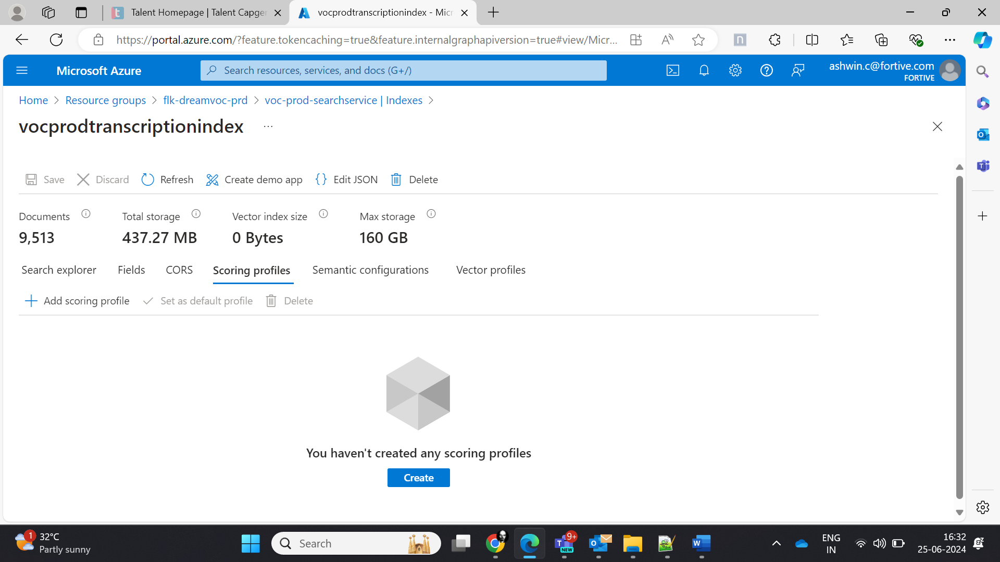 Talent Homepage | Talent Capger
vocprodtranscriptionindex - Micr
https://portal.azure.com/?feature.tokencaching=true&feature.internalgraphapiversion=true#view/Micr...
Microsoft Azure
Search resources, services, and docs (G+/)
ashwin.c@fortive.com
FORTIVE
Home > Resource groups > flk-dreamvoc-prd > voc-prod-searchservice | Indexes >
vocprodtranscriptionindex ...
Save Discard Refresh Create demo app {} Edit JSON Delete
Documents Total storage Vector index size Max storage
9,513 437.27 MB 0 Bytes 160 GB
Search explorer Fields CORS Scoring profiles Semantic configurations Vector profiles
Add scoring profile Set as default profile Delete
You haven't created any scoring profiles
Create
1
32°C
Partly sunny
Search
9+
NEW
ENG
IN
16:32
25-06-2024